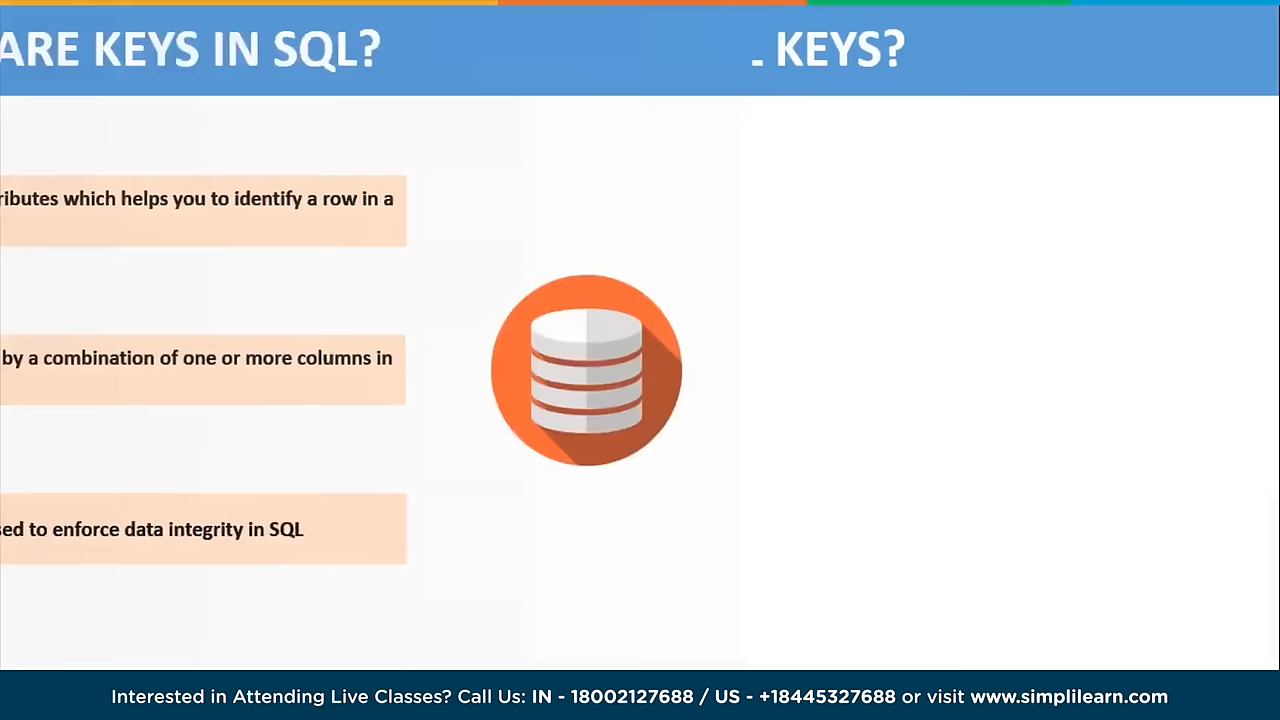 ARE KEYS IN SQL?
KEYS?
which helps you to identify a row in a
by a combination of one or more columns in
to enforce data integrity in SQL
Interested in Attending Live Classes? Call Us: IN - 18002127688 / US - +18445327688 or visit www.simplilearn.com